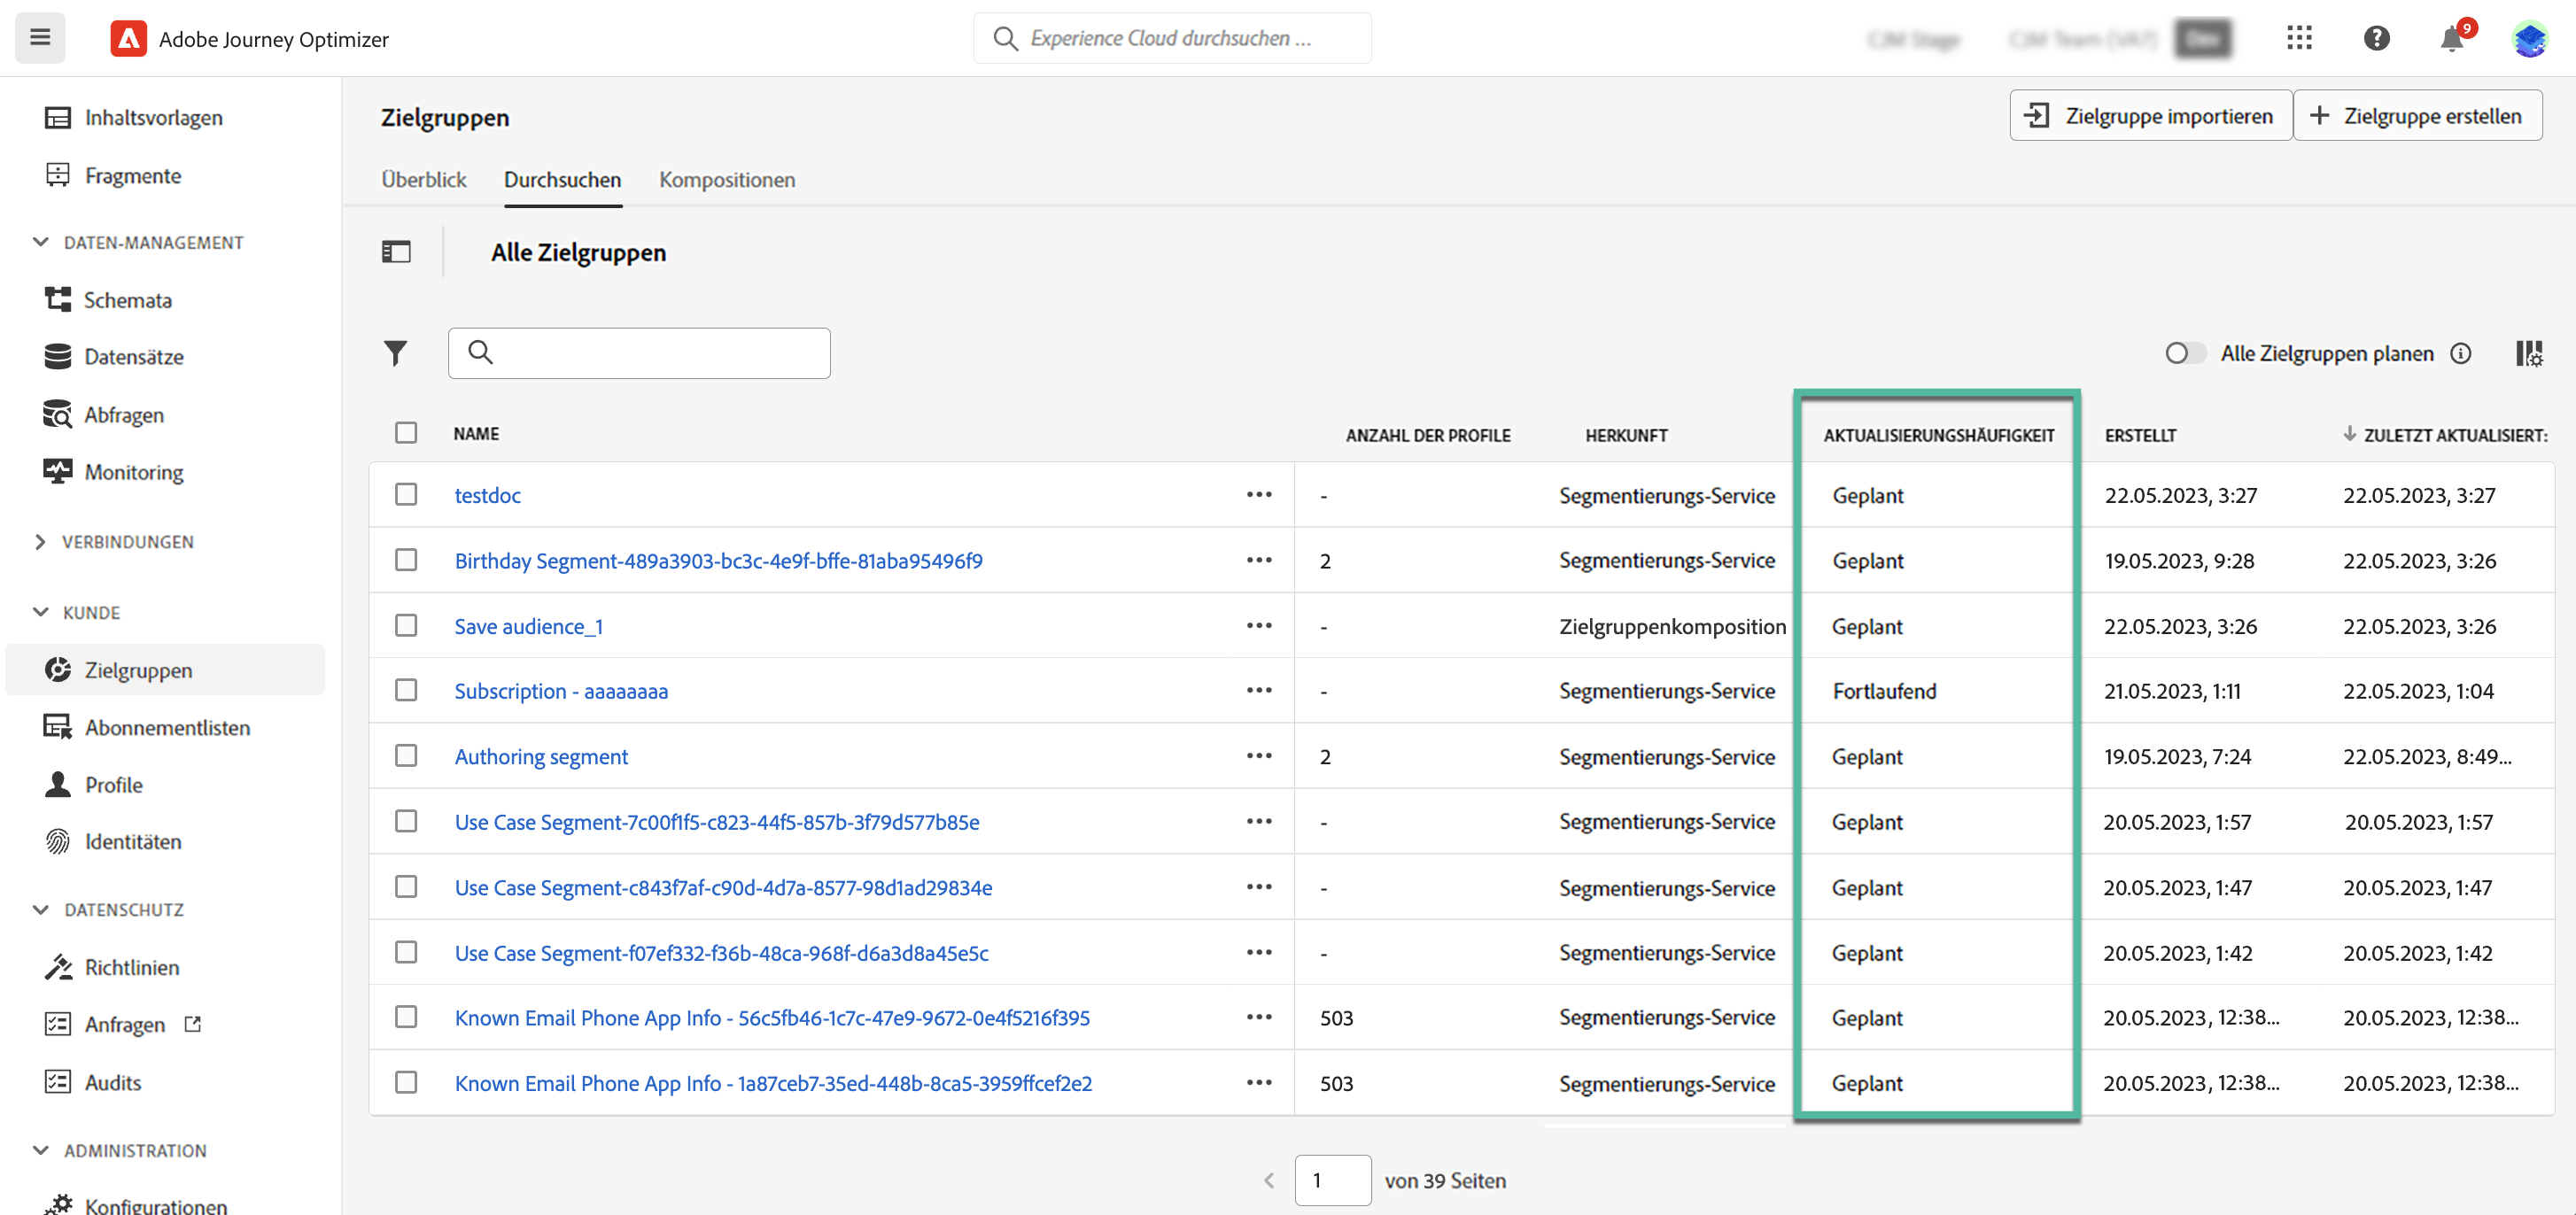 Adobe Journey Optimizer
Experience Cloud durchsuchen ...
9
Inhaltsvorlagen
Fragmente
DATEN-MANAGEMENT
Schemata
Datensätze
Abfragen
Monitoring
VERBINDUNGEN
KUNDE
Zielgruppen
Abonnementlisten
Profile
Identitäten
DATENSCHUTZ
Richtlinien
Anfragen
Audits
ADMINISTRATION
Konfigurationen
Zielgruppen
Zielgruppe importieren
Zielgruppe erstellen
Überblick Durchsuchen Kompositionen
Alle Zielgruppen
Alle Zielgruppen planen
NAME ANZAHL DER PROFILE HERKUNFT AKTUALISIERUNGSHÄUFIGKEIT ERSTELLT ZULETZT AKTUALISIERT:
testdoc - Segmentierungs-Service Geplant 22.05.2023, 3:27 22.05.2023, 3:27
Birthday Segment-489a3903-bc3c-4e9f-bffe-81aba95496f9 2 Segmentierungs-Service Geplant 19.05.2023, 9:28 22.05.2023, 3:26
Save audience_1 - Zielgruppenkomposition Geplant 22.05.2023, 3:26 22.05.2023, 3:26
Subscription - aaaaaaaa - Segmentierungs-Service Fortlaufend 21.05.2023, 1:11 22.05.2023, 1:04
Authoring segment 2 Segmentierungs-Service Geplant 19.05.2023, 7:24 22.05.2023, 8:49...
Use Case Segment-7c00f1f5-c823-44f5-857b-3f79d577b85e - Segmentierungs-Service Geplant 20.05.2023, 1:57 20.05.2023, 1:57
Use Case Segment-c843f7af-c90d-4d7a-8577-98d1ad29834e - Segmentierungs-Service Geplant 20.05.2023, 1:47 20.05.2023, 1:47
Use Case Segment-f07ef332-f36b-48ca-968f-d6a3d8a45e5c - Segmentierungs-Service Geplant 20.05.2023, 1:42 20.05.2023, 1:42
Known Email Phone App Info - 56c5fb46-1c7c-47e9-9672-0e4f5216f395 503 Segmentierungs-Service Geplant 20.05.2023, 12:38... 20.05.2023, 12:38...
Known Email Phone App Info - 1a87ceb7-35ed-448b-8ca5-3959ffcef2e2 503 Segmentierungs-Service Geplant 20.05.2023, 12:38... 20.05.2023, 12:38...
1 von 39 Seiten